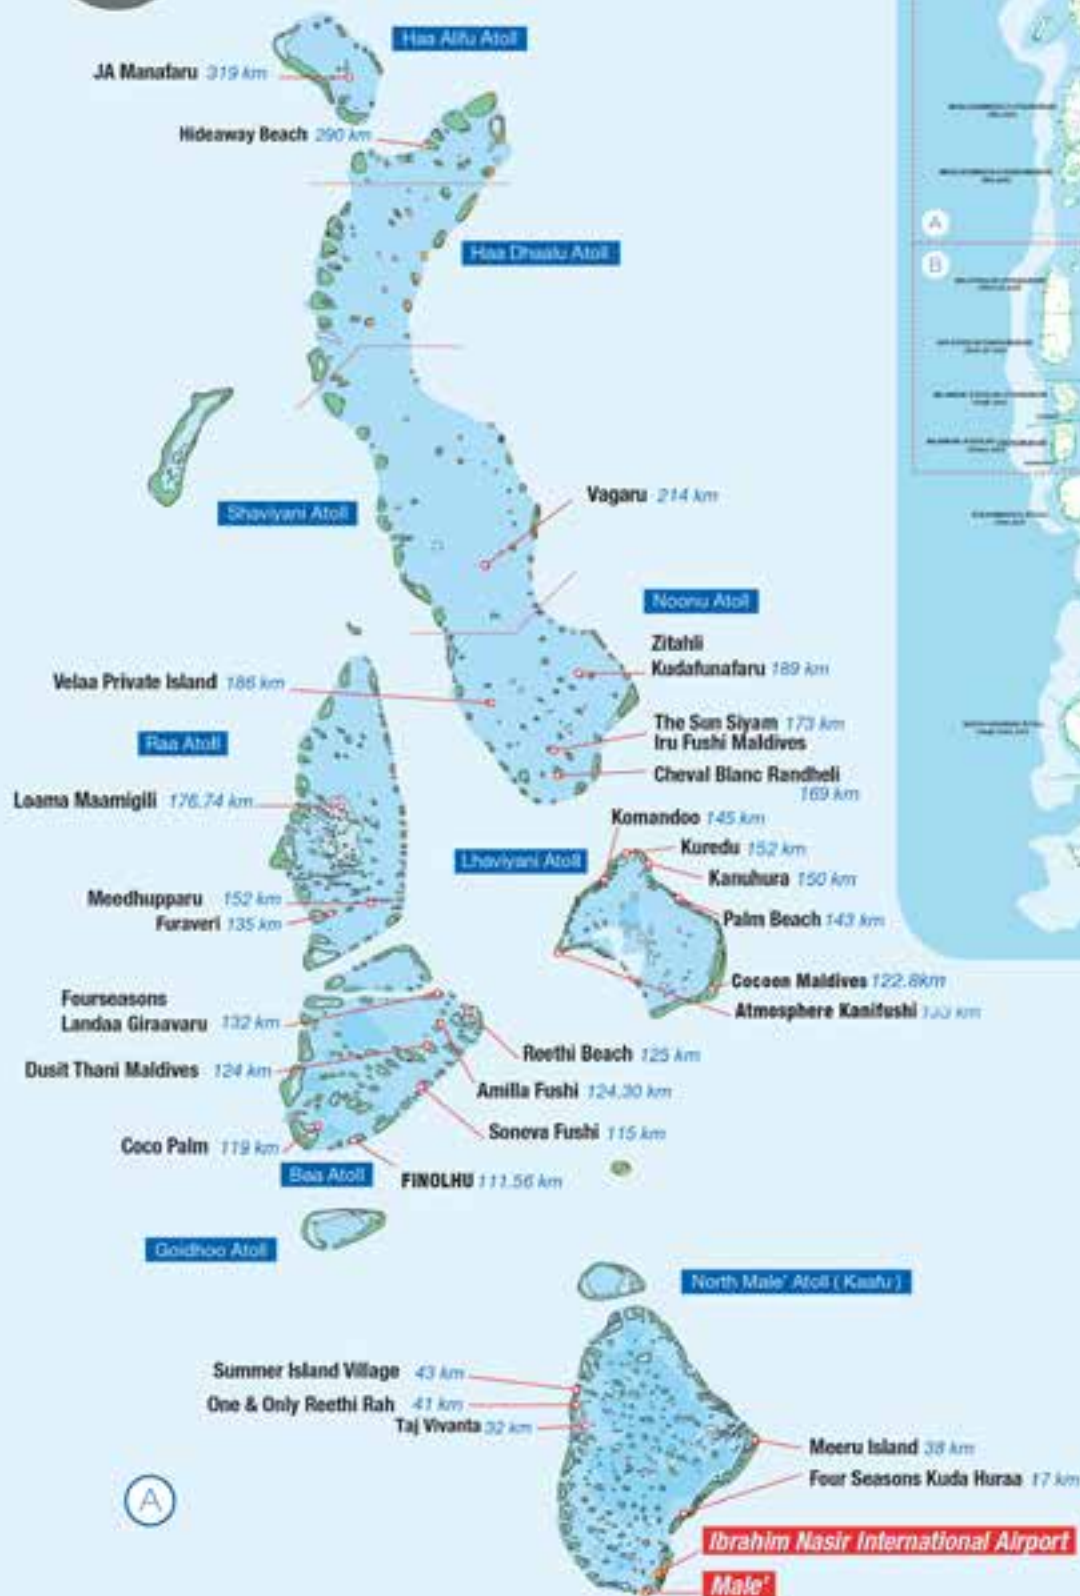 Haa Alifu Atoll
JA Manafaru 319 km
Hideaway Beach 290 km
Haa Dhaalu Atoll
A
B
Vagaru 214 km
Shaviyani Atoll
Noonu Atoll
Zitahli
Kudafunafaru 189 km
Velaa Private Island 186 km
The Sun Siyam 173 km
Iru Fushi Maldives
Raa Atoll
Cheval Blanc Randheli
169 km
Loama Maamigili 176.74 km
Komandoo 145 km
Kuredu 152 km
Lhaviyani Atoll
Kanuhura 150 km
Meedhupparu 152 km
Furaveri 135 km
Palm Beach 143 km
Cocoon Maldives 122.8km
Atmosphere Kanifushi km
Fourseasons
Landaa Giraavaru 132 km
Reethi Beach 125 km
Dusit Thani Maldives 124 km
Amilla Fushi 124.30 km
Soneva Fushi 115 km
Coco Palm 119 km
Baa Atoll
FINOLHU 111.56 km
Goidhoo Atoll
North Male' Atoll ( Kaafu )
Summer Island Village 43 km
One & Only Reethi Rah 41 km
Taj Vivanta 32 km
Meeru Island 38 km
Four Seasons Kuda Huraa 17 km
A
Ibrahim Nasir International Airport
Male'